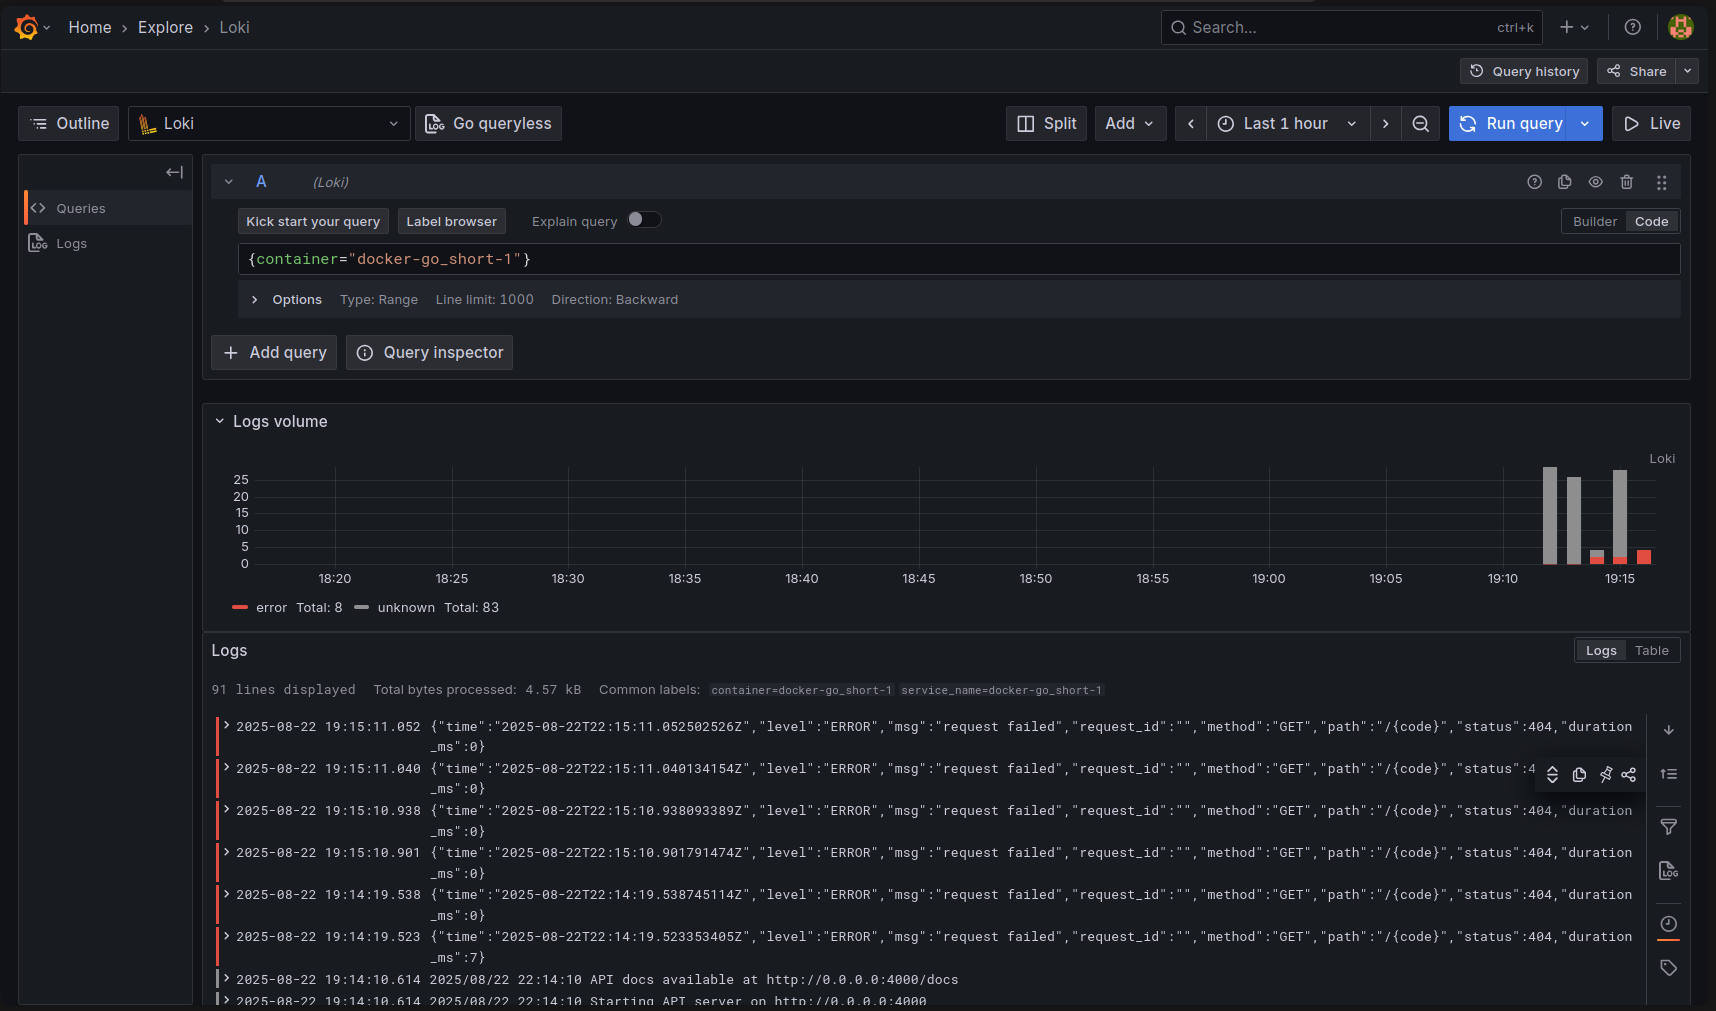 Home › Explore › Loki
Search... ctrl+k
Query history Share
Outline Loki Go queryless Split Add Last 1 hour Run query Live
Queries
Logs
A (Loki)
Kick start your query Label browser Explain query Builder Code
{container="docker-go_short-1"}
Options Type: Range Line limit: 1000 Direction: Backward
+ Add query Query inspector
Logs volume
Loki
25
20
15
10
5
0
18:20 18:25 18:30 18:35 18:40 18:45 18:50 18:55 19:00 19:05 19:10 19:15
error Total: 8 unknown Total: 83
Logs Logs Table
91 lines displayed Total bytes processed: 4.57 kB Common labels: container=docker-go_short-1 service_name=docker-go_short-1
2025-08-22 19:15:11.052 {"time":"2025-08-22T22:15:11.052502526Z","level":"ERROR","msg":"request failed","request_id":"","method":"GET","path":"/{code}","status":404,"duration
_ms":0}
2025-08-22 19:15:11.040 {"time":"2025-08-22T22:15:11.040134154Z","level":"ERROR","msg":"request failed","request_id":"","method":"GET","path":"/{code}","status":4
_ms":0}
2025-08-22 19:15:10.938 {"time":"2025-08-22T22:15:10.938093389Z","level":"ERROR","msg":"request failed","request_id":"","method":"GET","path":"/{code}","status":404,"duration
_ms":0}
2025-08-22 19:15:10.901 {"time":"2025-08-22T22:15:10.901791474Z","level":"ERROR","msg":"request failed","request_id":"","method":"GET","path":"/{code}","status":404,"duration
_ms":0}
2025-08-22 19:14:19.538 {"time":"2025-08-22T22:14:19.538745114Z","level":"ERROR","msg":"request failed","request_id":"","method":"GET","path":"/{code}","status":404,"duration
_ms":0}
2025-08-22 19:14:19.523 {"time":"2025-08-22T22:14:19.523353405Z","level":"ERROR","msg":"request failed","request_id":"","method":"GET","path":"/{code}","status":404,"duration
_ms":7}
2025-08-22 19:14:10.614 2025/08/22 22:14:10 API docs available at http://0.0.0.0:4000/docs
2025-08-22 19:14:10.614 2025/08/22 22:14:10 Starting API server on http://0.0.0.0:4000